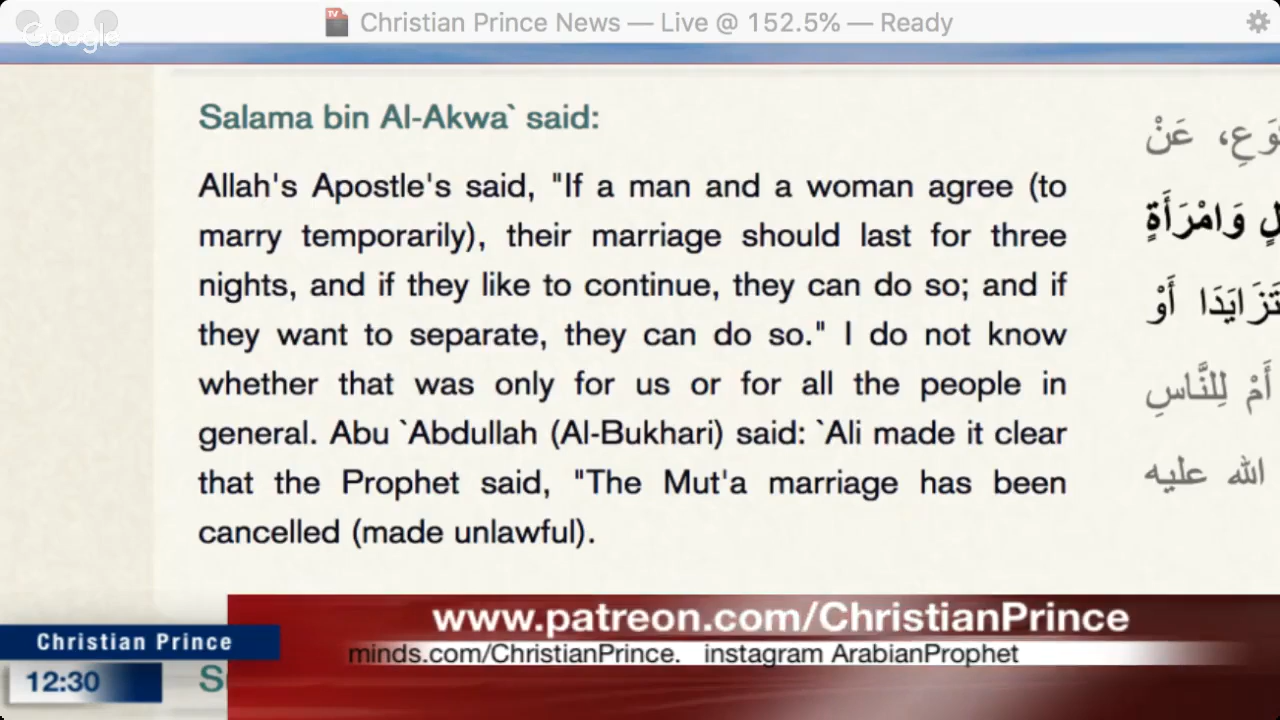 Christian Prince News — Live @ 152.5% — Ready
Google
TV
Salama bin Al-Akwa` said:
Allah's Apostle's said, "If a man and a woman agree (to
marry temporarily), their marriage should last for three
nights, and if they like to continue, they can do so; and if
they want to separate, they can do so." I do not know
whether that was only for us or for all the people in
general. Abu `Abdullah (Al-Bukhari) said: `Ali made it clear
that the Prophet said, "The Mut'a marriage has been
cancelled (made unlawful).
عَنْ
وَامْرَأَةٍ
أَوْ
أَمْ لِلنَّاسِ
الله عليه
www.patreon.com/ChristianPrince
Christian Prince
minds.com/ChristianPrince. instagram ArabianProphet
12:30